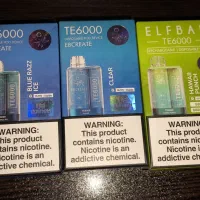 TE6000
EBCREATE
BLUE RAZZ
ICE
WARNING:
This product
contains nicotine.
Nicotine is an
addictive chemical.
TE6000
EBCREATE
CLEAR
WARNING:
This product
contains nicotine.
Nicotine is an
addictive chemical.
ELFBA
TE6000
HAWAII
PUNCH
WARNING:
This product
contains nicotine.
Nicotine is an
addictive chemical.